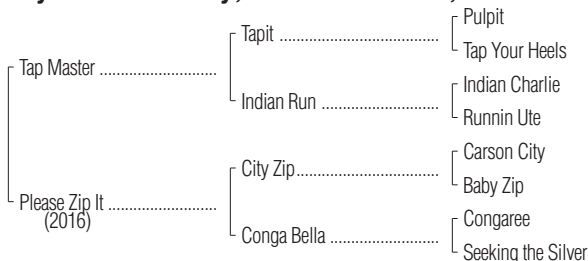 Pulpit
Tapit ........................................
Tap Your Heels
Tap Master .............................
Indian Charlie
Indian Run ....................................
Runnin Ute
Carson City
City Zip....................................
Baby Zip
Please Zip It ...........................
(2016)
Congaree
Conga Bella ...........................
Seeking the Silver